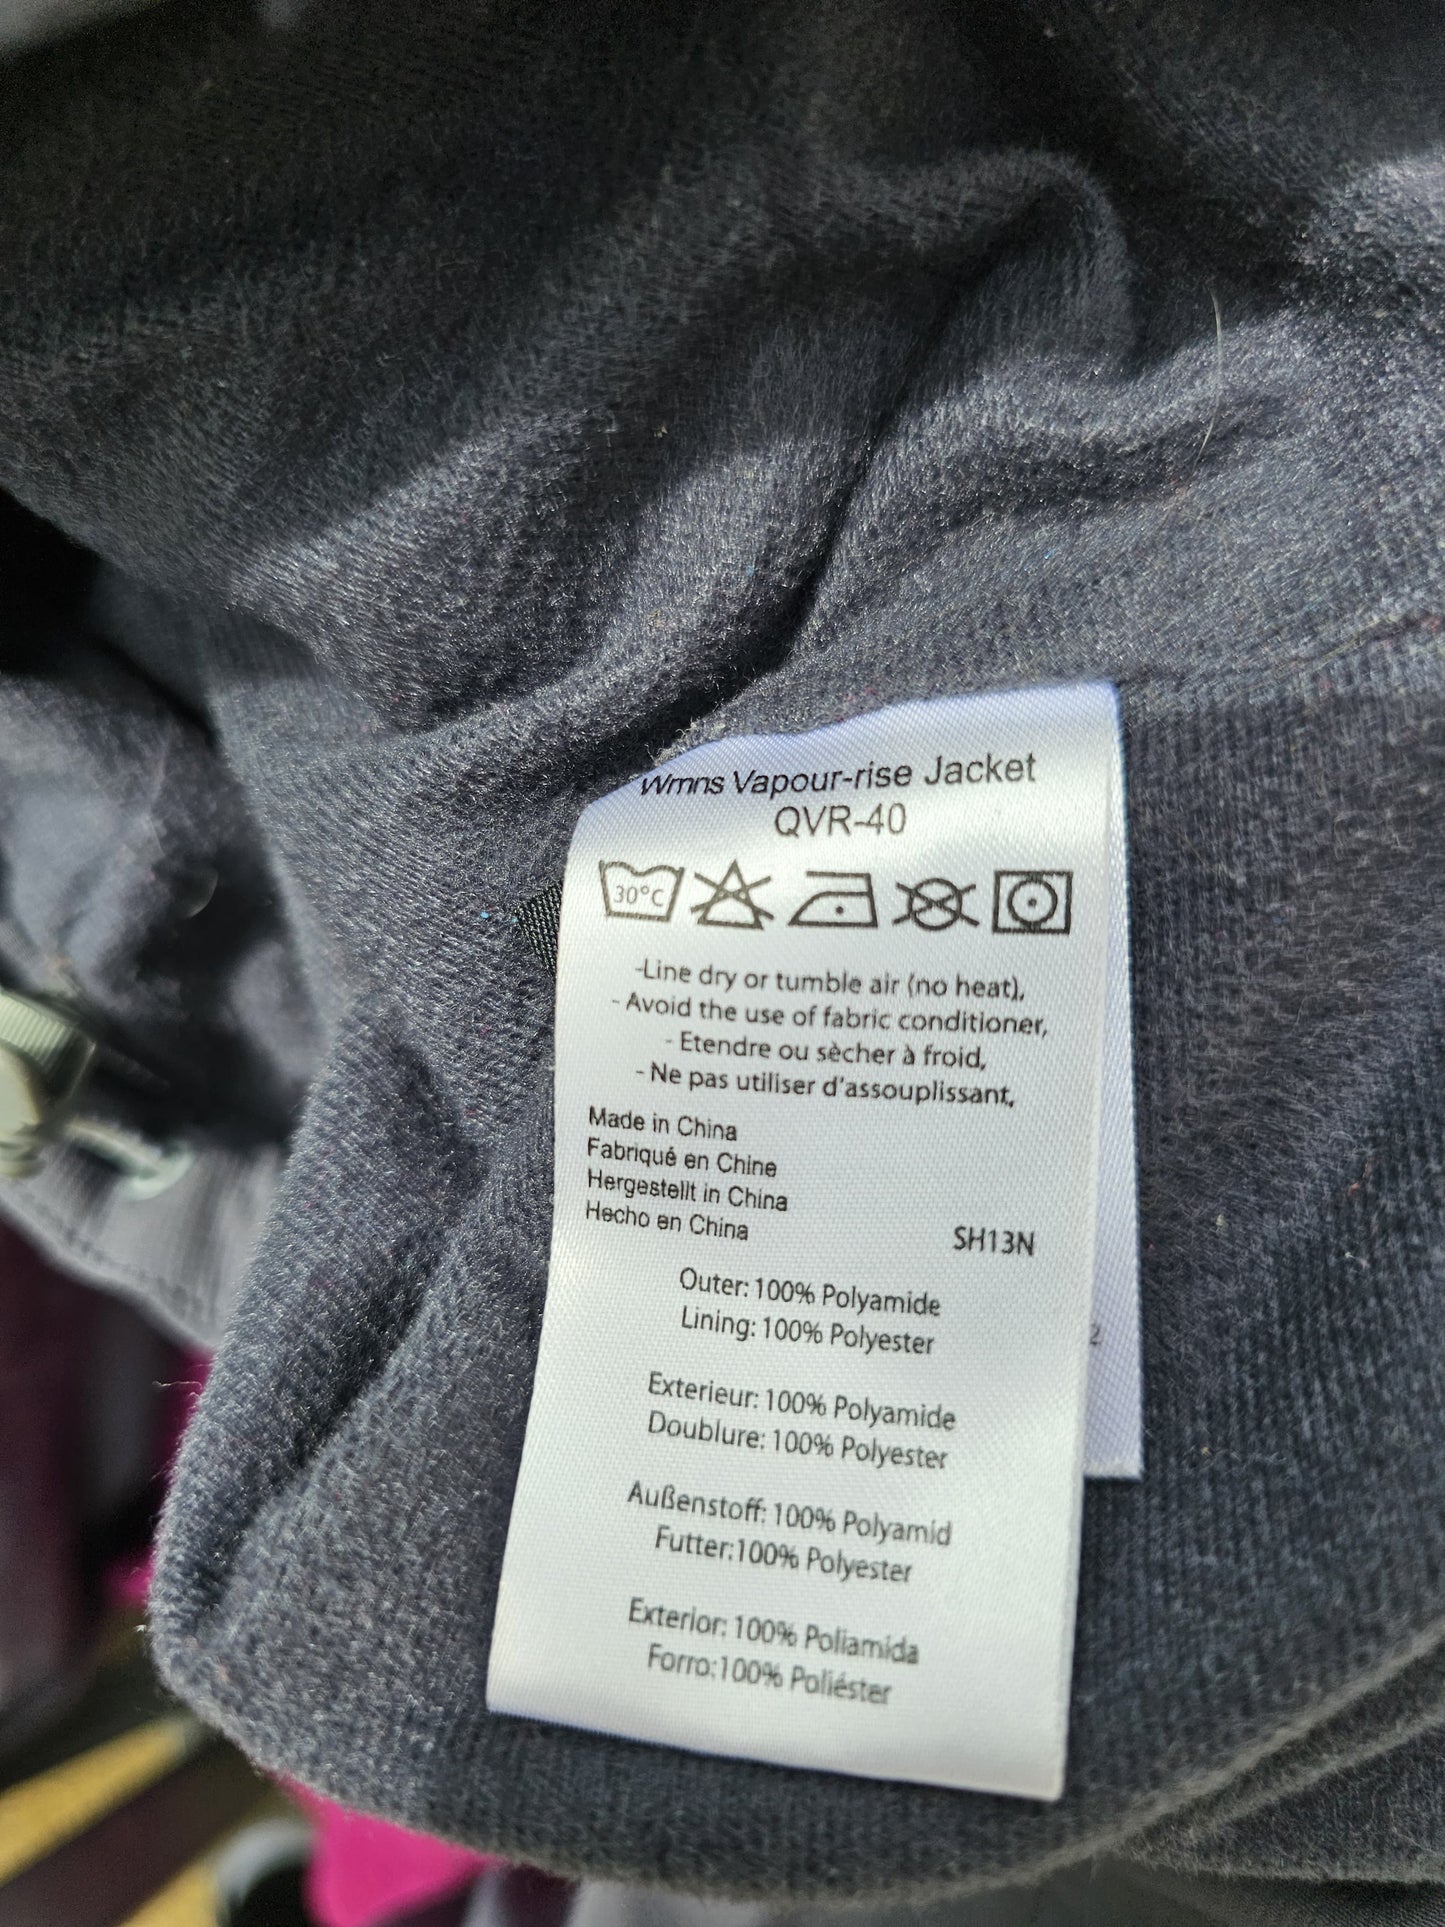 Wmns Vapour-rise Jacket
QVR-40
30°C
-Line dry or tumble air (no heat),
- Avoid the use of fabric conditioner,
- Etendre ou sècher à froid,
- Ne pas utiliser d'assouplissant,
Made in China
Fabriqué en Chine
Hergestellt in China
Hecho en China
SH13N
Outer: 100% Polyamide
Lining: 100% Polyester
2
Exterieur: 100% Polyamide
Doublure: 100% Polyester
Außenstoff: 100% Polyamid
Futter:100% Polyester
Exterior: 100% Poliamida
Forro:100% Poliéster